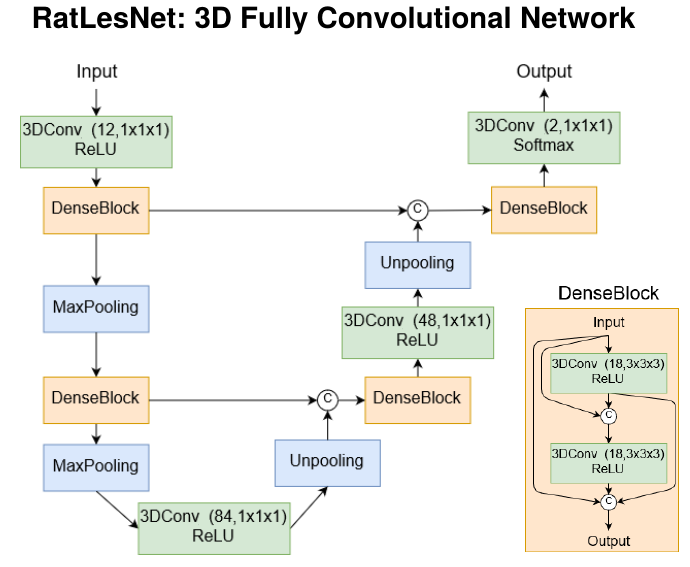 RatLesNet: 3D Fully Convolutional Network
Input
3DConv (12,1x1x1)
ReLU
DenseBlock
MaxPooling
DenseBlock
MaxPooling
3DConv (84,1x1x1)
ReLU
Unpooling
C
DenseBlock
3DConv (48,1x1x1)
ReLU
Unpooling
C
DenseBlock
3DConv (2,1x1x1)
Softmax
Output
DenseBlock
Input
3DConv (18,3x3x3)
ReLU
C
3DConv (18,3x3x3)
ReLU
C
Output